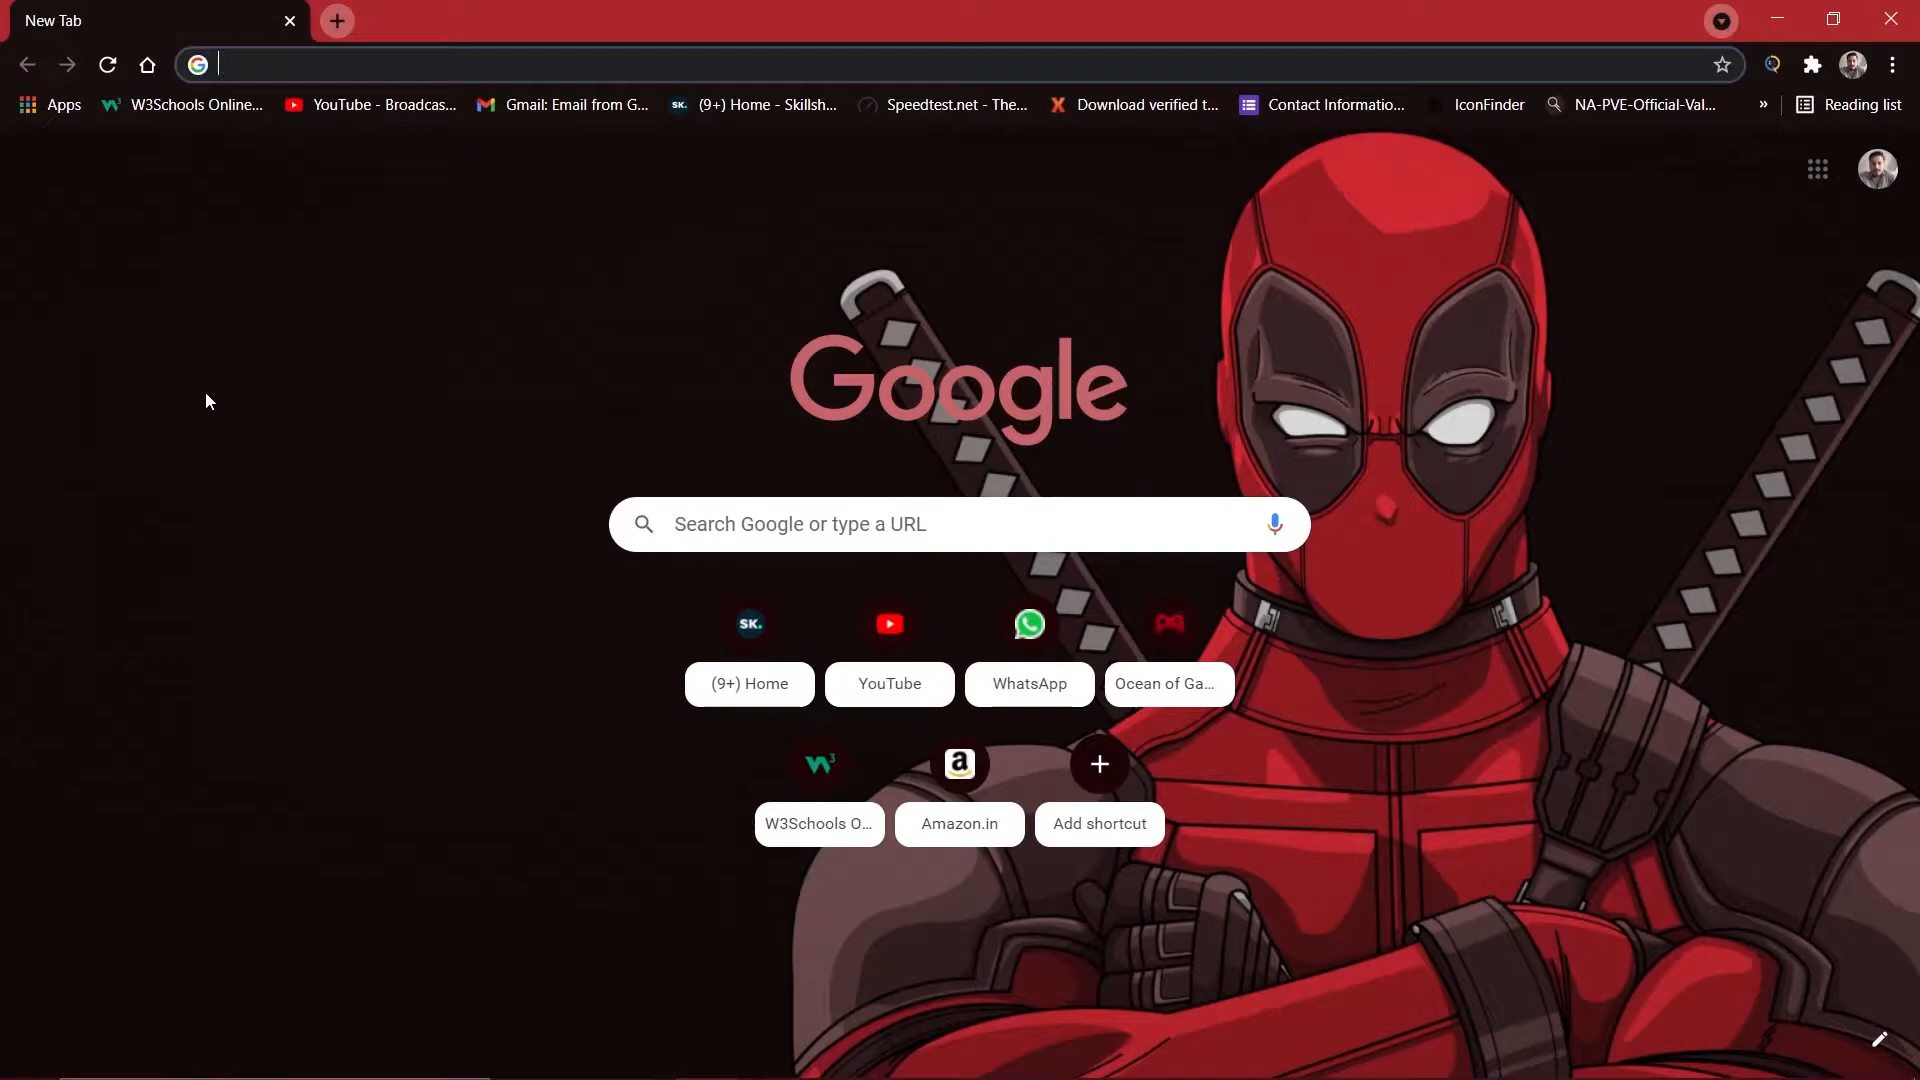 New Tab
Apps W3Schools Online... YouTube - Broadcas... Gmail: Email from G... SK. (9+) Home - Skillsh... Speedtest.net - The... Download verified t... Contact Informatio... IconFinder NA-PVE-Official-Val... » Reading list
Google
Search Google or type a URL
SK.
(9+) Home YouTube WhatsApp Ocean of Ga...
W3 a
W3Schools O... Amazon.in Add shortcut